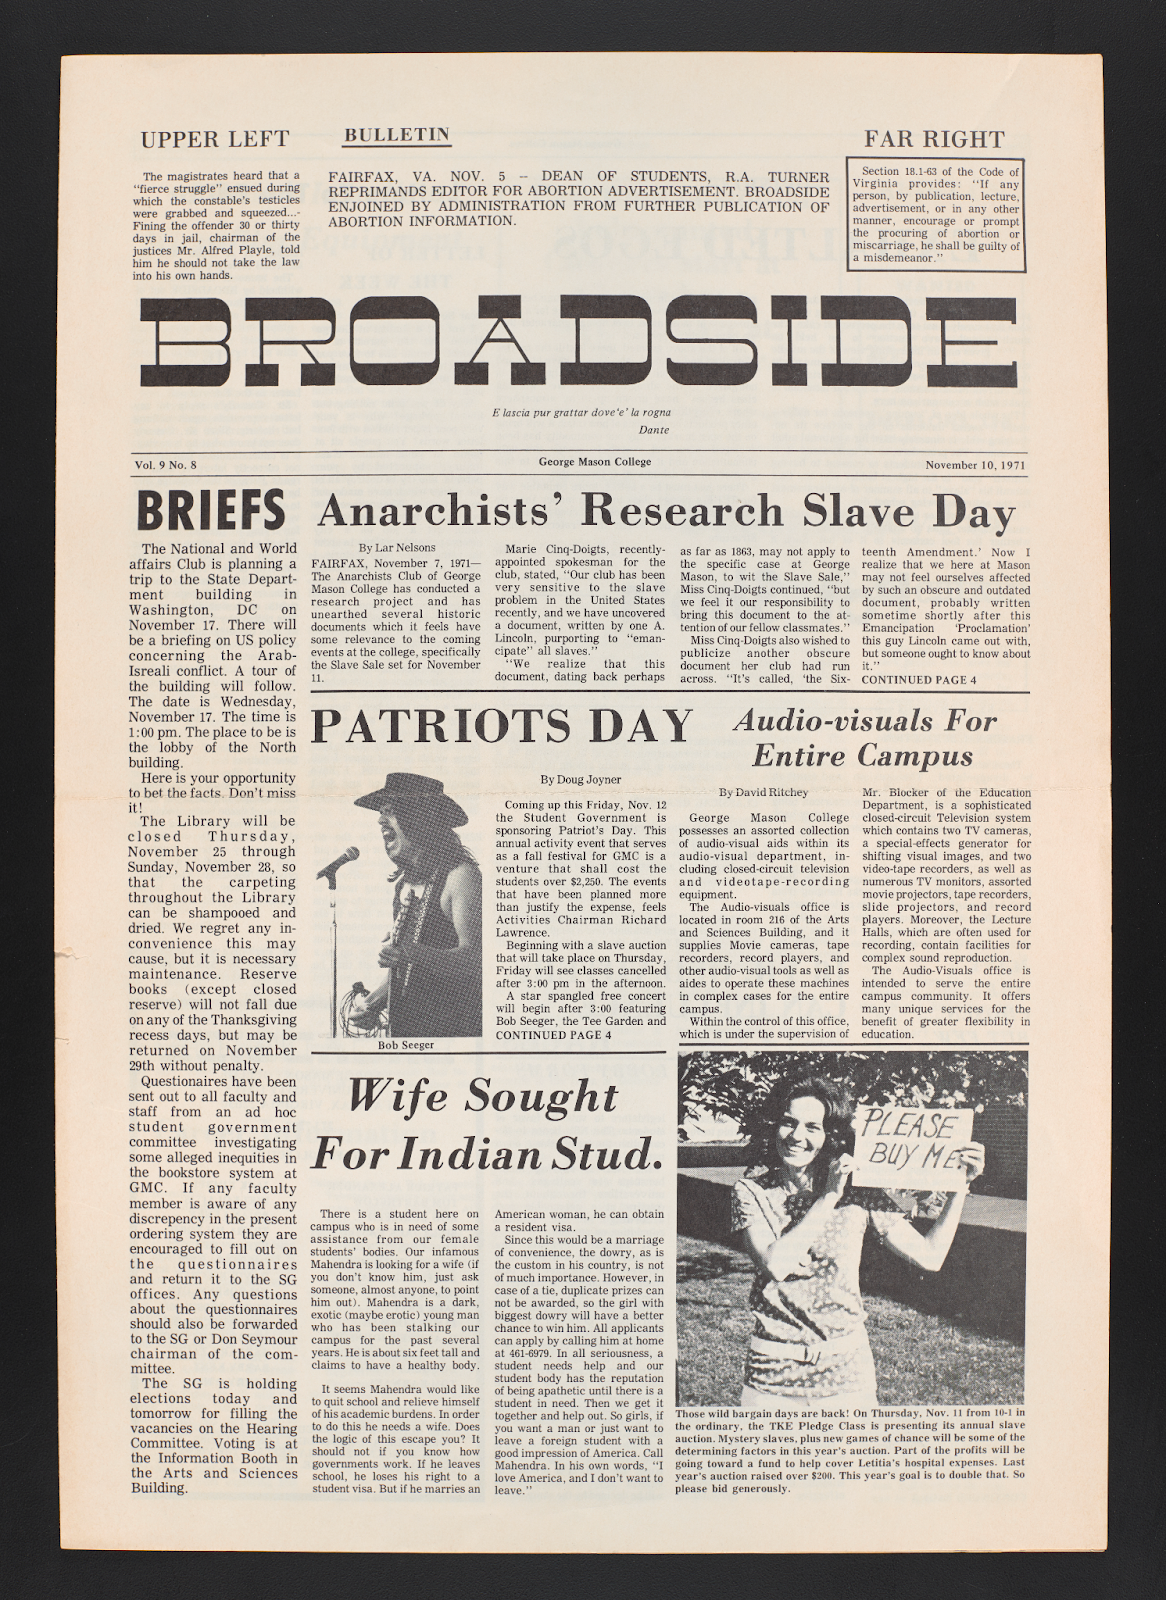 UPPER LEFT
The magistrates heard that a
"fierce struggle" ensued during
which the constable's testicles
were grabbed and squeezed...-
Fining the offender 30 or thirty
days in jail, chairman of the
justices Mr. Alfred Playle, told
him he should not take the law
into his own hands.
BULLETIN
FAIRFAX, VA. NOV. 5 -- DEAN OF STUDENTS, R.A. TURNER
REPRIMANDS EDITOR FOR ABORTION ADVERTISEMENT. BROADSIDE
ENJOINED BY ADMINISTRATION FROM FURTHER PUBLICATION OF
ABORTION INFORMATION.
FAR RIGHT
Section 18.1-63 of the Code of
Virginia provides: "If any
person, by publication, lecture,
advertisement, or in any other
manner, encourage or prompt
the procuring of abortion or
miscarriage, he shall be guilty of
a misdemeanor."
BROADSIDE
E lascia pur grattar dove'e' la rogna
Dante
Vol. 9 No. 8
George Mason College
November 10, 1971
BRIEFS
The National and World
affairs Club is planning a
trip to the State Depart-
ment building in
Washington, DC on
November 17. There will
be a briefing on US policy
concerning the Arab-
Isreali conflict. A tour of
the building will follow.
The date is Wednesday,
November 17. The time is
1:00 pm. The place to be is
the lobby of the North
building.
Here is your opportunity
to bet the facts. Don't miss
it!
The Library will be
closed Thursday,
November 25 through
Sunday, November 28, so
that the carpeting
throughout the Library
can be shampooed and
dried. We regret any in-
convenience this may
cause, but it is necessary
maintenance. Reserve
books (except closed
reserve) will not fall due
on any of the Thanksgiving
recess days, but may be
returned on November
29th without penalty.
Questionaires have been
sent out to all faculty and
staff from an ad hoc
student government
committee investigating
some alleged inequities in
the bookstore system at
GMC. If any faculty
member is aware of any
discrepency in the present
ordering system they are
encouraged to fill out on
the questionnaires
and return it to the SG
offices. Any questions
about the questionnaires
should also be forwarded
to the SG or Don Seymour
chairman of the com-
mittee.
The SG is holding
elections today and
tomorrow for filling the
vacancies on the Hearing
Committee. Voting is at
the Information Booth in
the Arts and Sciences
Building.
Anarchists' Research Slave Day
By Lar Nelsons
FAIRFAX, November 7, 1971—
The Anarchists Club of George
Mason College has conducted a
research project and has
unearthed several historic
documents which it feels have
some relevance to the coming
events at the college, specifically
the Slave Sale set for November
11.
Marie Cinq-Doigts, recently-
appointed spokesman for the
club, stated, "Our club has been
very sensitive to the slave
problem in the United States
recently, and we have uncovered
a document, written by one A.
Lincoln, purporting to "eman-
cipate" all slaves."
"We realize that this
document, dating back perhaps
as far as 1863, may not apply to
the specific case at George
Mason, to wit the Slave Sale,"
Miss Cinq-Doigts continued, "but
we feel it our responsibility to
bring this document to the at-
tention of our fellow classmates."
Miss Cinq-Doigts also wished to
publicize another obscure
document her club had run
across. "It's called, 'the Six-
teenth Amendment.' Now I
realize that we here at Mason
may not feel ourselves affected
by such an obscure and outdated
document, probably written
sometime shortly after this
Emancipation 'Proclamation'
this guy Lincoln came out with,
but someone ought to know about
it."
CONTINUED PAGE 4
PATRIOTS DAY
Bob Seeger
By Doug Joyner
Coming up this Friday, Nov. 12
the Student Government is
sponsoring Patriot's Day. This
annual activity event that serves
as a fall festival for GMC is a
venture that shall cost the
students over $2,250. The events
that have been planned more
than justify the expense, feels
Activities Chairman Richard
Lawrence.
Beginning with a slave auction
that will take place on Thursday,
Friday will see classes cancelled
after 3:00 pm in the afternoon.
A star spangled free concert
will begin after 3:00 featuring
Bob Seeger, the Tee Garden and
CONTINUED PAGE 4
Audio-visuals For
Entire Campus
By David Ritchey
George Mason College
possesses an assorted collection
of audio-visual aids within its
audio-visual department, in-
cluding closed-circuit television
and videotape-recording
equipment.
The Audio-visuals office is
located in room 216 of the Arts
and Sciences Building, and it
supplies Movie cameras, tape
recorders, record players, and
other audio-visual tools as well as
aides to operate these machines
in complex cases for the entire
campus.
Within the control of this office,
which is under the supervision of
Mr. Blocker of the Education
Department, is a sophisticated
closed-circuit Television system
which contains two TV cameras,
a special-effects generator for
shifting visual images, and two
video-tape recorders, as well as
numerous TV monitors, assorted
movie projectors, tape recorders,
slide projectors, and record
players. Moreover, the Lecture
Halls, which are often used for
recording, contain facilities for
complex sound reproduction.
The Audio-Visuals office is
intended to serve the entire
campus community. It offers
many unique services for the
benefit of greater flexibility in
education.
Wife Sought
For Indian Stud.
There is a student here on
campus who is in need of some
assistance from our female
students' bodies. Our infamous
Mahendra is looking for a wife (if
you don't know him, just ask
someone, almost anyone, to point
him out). Mahendra is a dark,
exotic (maybe erotic) young man
who has been stalking our
campus for the past several
years. He is about six feet tall and
claims to have a healthy body.
It seems Mahendra would like
to quit school and relieve himself
of his academic burdens. In order
to do this he needs a wife. Does
the logic of this escape you? It
should not if you know how
governments work. If he leaves
school, he loses his right to a
student visa. But if he marries an
American woman, he can obtain
a resident visa.
Since this would be a marriage
of convenience, the dowry, as is
the custom in his country, is not
of much importance. However, in
case of a tie, duplicate prizes can
not be awarded, so the girl with
biggest dowry will have a better
chance to win him. All applicants
can apply by calling him at home
at 461-6979. In all seriousness, a
student needs help and our
student body has the reputation
of being apathetic until there is a
student in need. Then we get it
together and help out. So girls, if
you want a man or just want to
leave a foreign student with a
good impression of America. Call
Mahendra. In his own words, "I
love America, and I don't want to
leave."
PLEASE
BUY ME
Those wild bargain days are back! On Thursday, Nov. 11 from 10-1 in
the ordinary, the TKE Pledge Class is presenting its annual slave
auction. Mystery slaves, plus new games of chance will be some of the
determining factors in this year's auction. Part of the profits will be
going toward a fund to help cover Letitia's hospital expenses. Last
year's auction raised over $200. This year's goal is to double that. So
please bid generously.